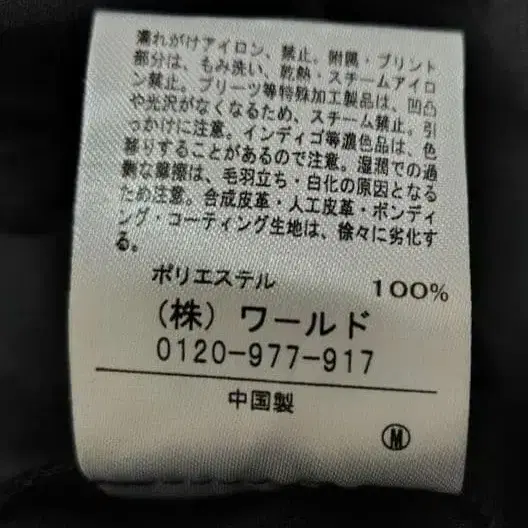 濡れがけアイロン、禁止。附属・プリント
部分は、もみ洗い、乾熱・スチームアイロ
ン禁止。プリーツ等特殊加工製品は、凹凸
や光沢がなくなるため、スチーム禁止。引
っかけに注意。インディゴ等濃色品は、色
移りすることがあるので注意。湿潤での過
剰な摩擦は、毛羽立ち・白化の原因となる
ため注意。合成皮革・人工皮革・ボンディ
ング・コーティング生地は、徐々に劣化す
る。
ポリエステル 100%
(株) ワールド
0120-977-917
中国製
M